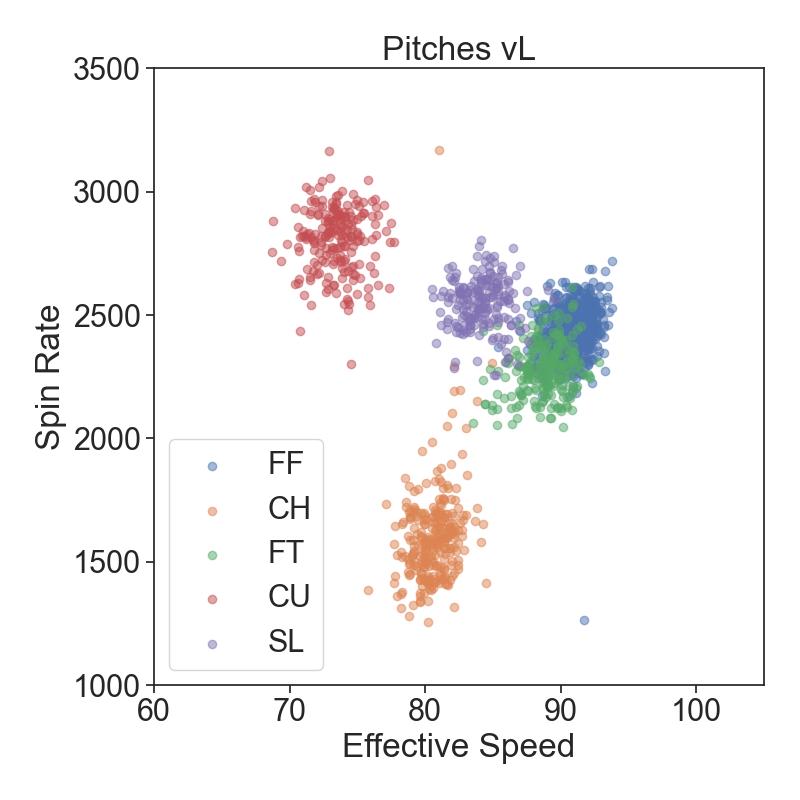 Pitches vL
3500
3000
2500
2000
1500
1000
Spin Rate
FF
CH
FT
CU
SL
60 70 80 90 100
Effective Speed